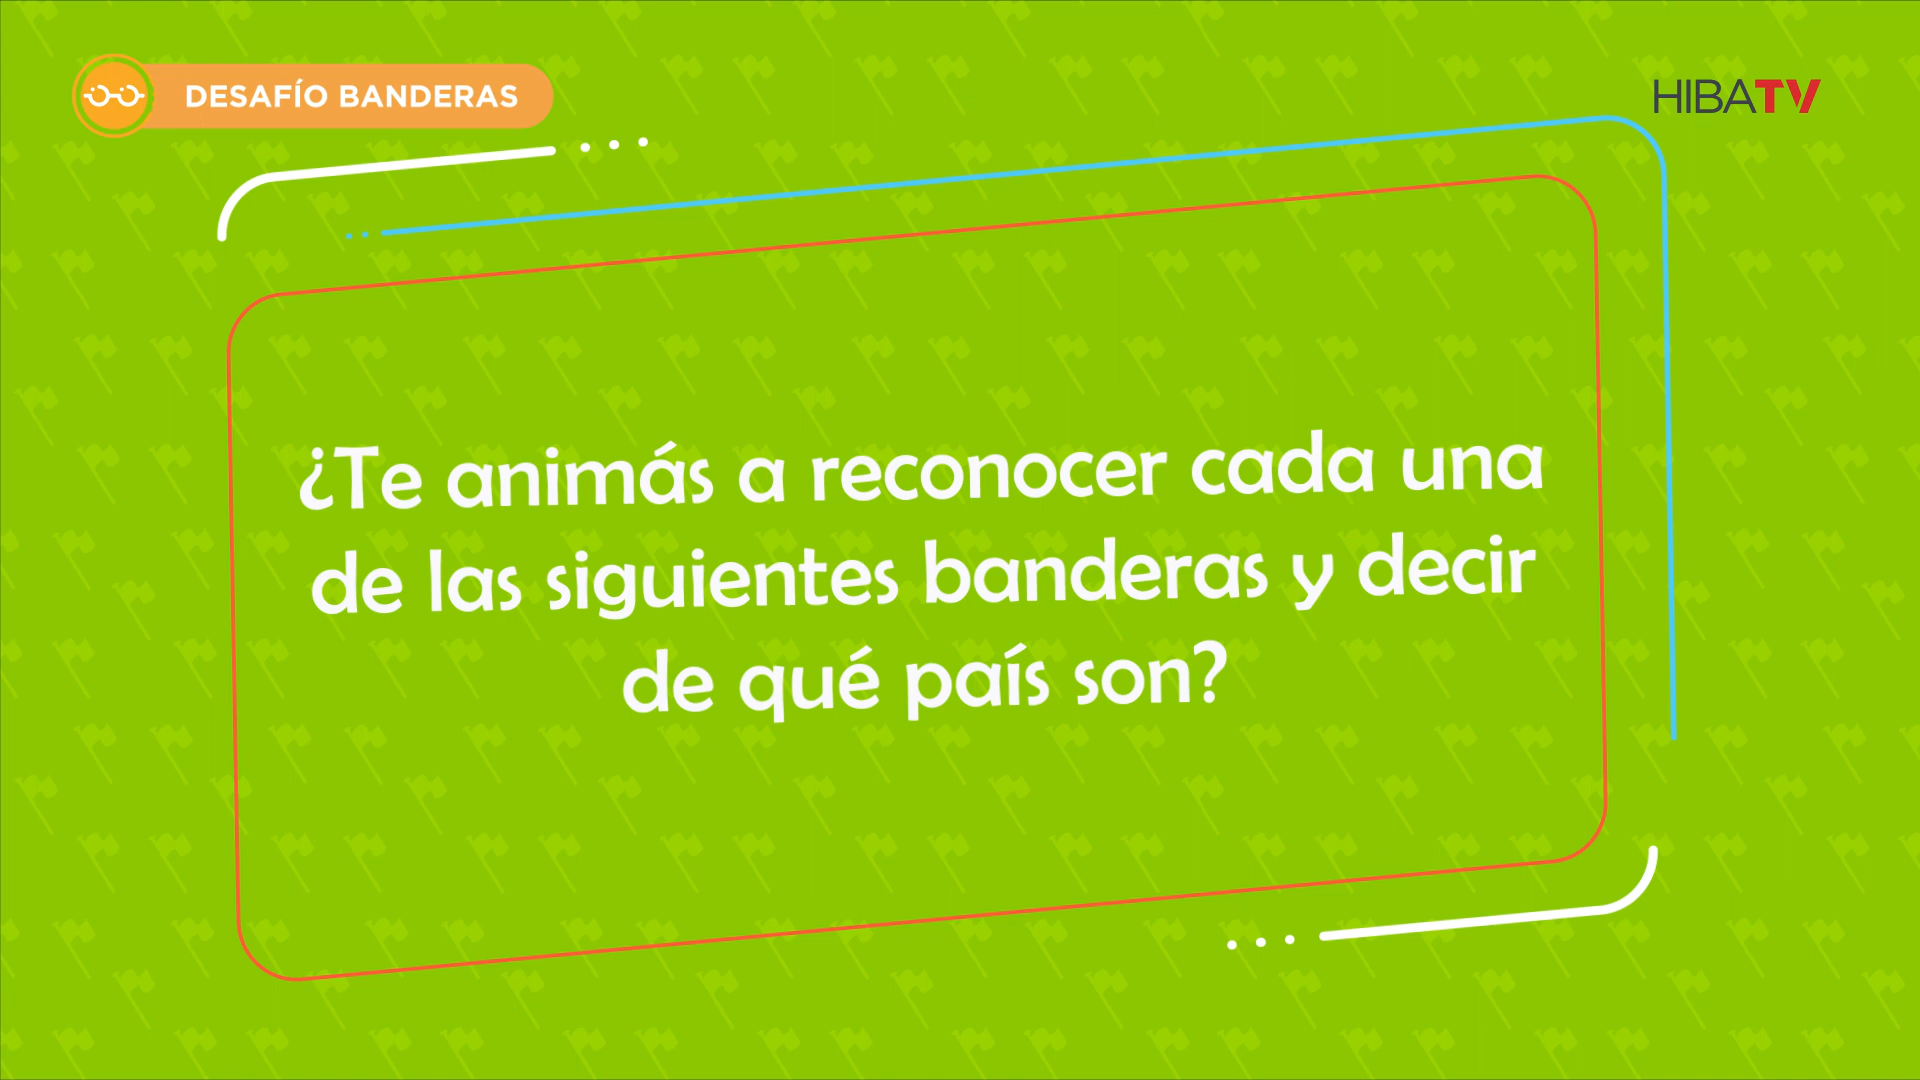 DESAFÍO BANDERAS
HIBATV
¿Te animás a reconocer cada una
de las siguientes banderas y decir
de qué país son?